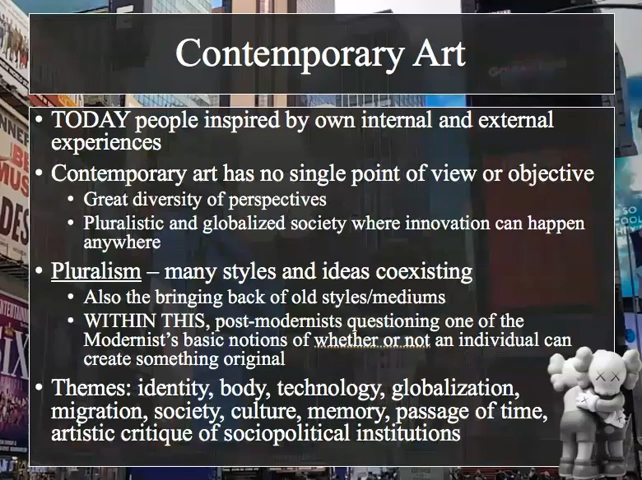 Contemporary Art
• TODAY people inspired by own internal and external
experiences
• Contemporary art has no single point of view or objective
• Great diversity of perspectives
• Pluralistic and globalized society where innovation can happen
anywhere
• Pluralism – many styles and ideas coexisting
• Also the bringing back of old styles/mediums
• WITHIN THIS, post-modernists questioning one of the
Modernist's basic notions of whether or not an individual can
create something original
• Themes: identity, body, technology, globalization,
migration, society, culture, memory, passage of time,
artistic critique of sociopolitical institutions